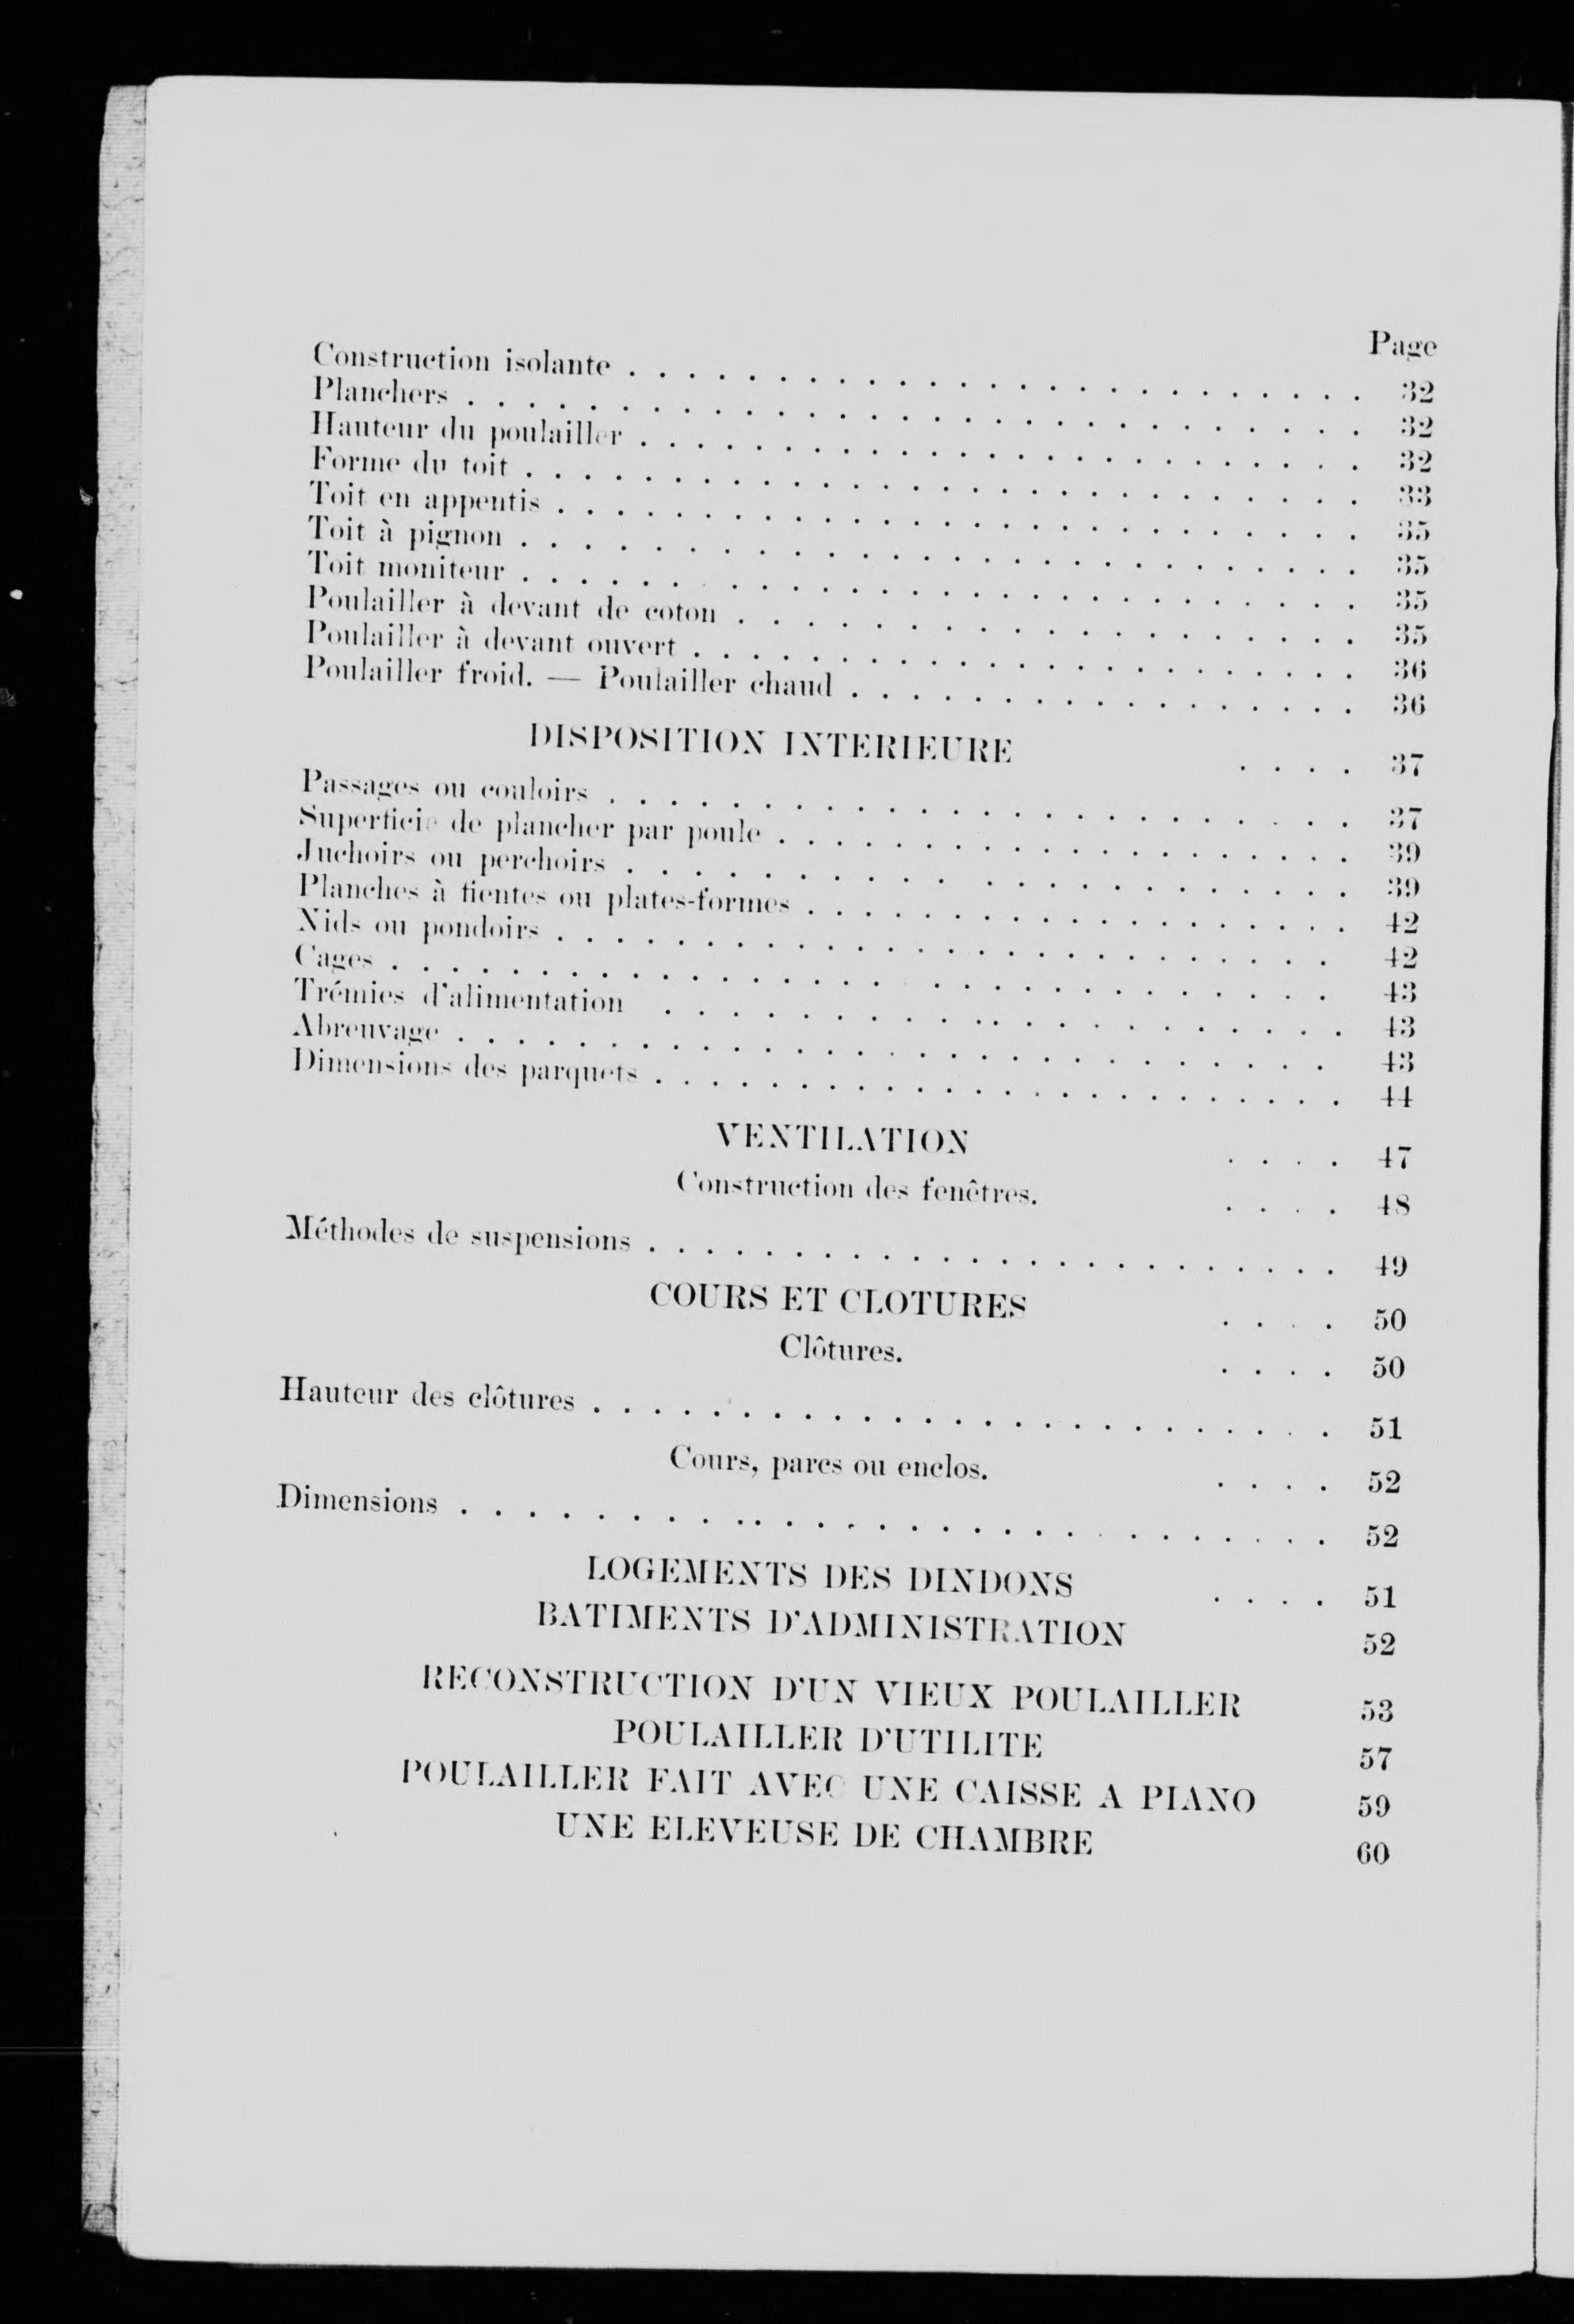 Page
Construction isolante . . . . . . . . . . . . . . . . . . . . . . . . . 32
Planchers . . . . . . . . . . . . . . . . . . . . . . . . . . . . . . 32
Hauteur du poulailler . . . . . . . . . . . . . . . . . . . . . . . . 32
Forme du toit . . . . . . . . . . . . . . . . . . . . . . . . . . . . 33
Toit en appentis . . . . . . . . . . . . . . . . . . . . . . . . . . . 35
Toit à pignon . . . . . . . . . . . . . . . . . . . . . . . . . . . . 35
Toit moniteur . . . . . . . . . . . . . . . . . . . . . . . . . . . . 35
Poulailler à devant de coton . . . . . . . . . . . . . . . . . . . . . 35
Poulailler à devant ouvert . . . . . . . . . . . . . . . . . . . . . . 36
Poulailler froid. — Poulailler chaud . . . . . . . . . . . . . . . . . 36
DISPOSITION INTERIEURE . . . . 37
Passages ou couloirs . . . . . . . . . . . . . . . . . . . . . . . . . 37
Superficie de plancher par poule . . . . . . . . . . . . . . . . . . . 39
Juchoirs ou perchoirs . . . . . . . . . . . . . . . . . . . . . . . . 39
Planches à fientes ou plates-formes . . . . . . . . . . . . . . . . . . 42
Nids ou pondoirs . . . . . . . . . . . . . . . . . . . . . . . . . . 42
Cages . . . . . . . . . . . . . . . . . . . . . . . . . . . . . . . 43
Trémies d'alimentation . . . . . . . . . . . . . . . . . . . . . . . 43
Abreuvage . . . . . . . . . . . . . . . . . . . . . . . . . . . . . 43
Dimensions des parquets . . . . . . . . . . . . . . . . . . . . . . . 44
VENTILATION . . . . 47
Construction des fenêtres. . . . . 48
Méthodes de suspensions . . . . . . . . . . . . . . . . . . . . . . . 49
COURS ET CLOTURES . . . . 50
Clôtures. . . . . 50
Hauteur des clôtures . . . . . . . . . . . . . . . . . . . . . . . . . 51
Cours, parcs ou enclos. . . . . 52
Dimensions . . . . . . . . . . . . . . . . . . . . . . . . . . . . . 52
LOGEMENTS DES DINDONS . . . . 51
BATIMENTS D'ADMINISTRATION 52
RECONSTRUCTION D'UN VIEUX POULAILLER 53
POULAILLER D'UTILITE 57
POULAILLER FAIT AVEC UNE CAISSE A PIANO 59
UNE ELEVEUSE DE CHAMBRE 60